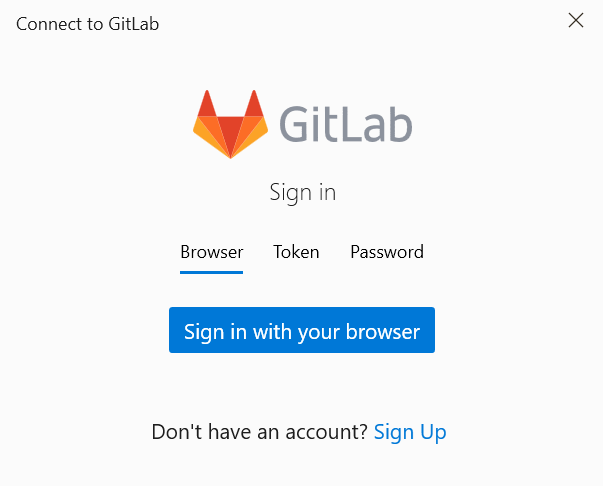 Connect to GitLab
GitLab
Sign in
Browser Token Password
Sign in with your browser
Don't have an account? Sign Up